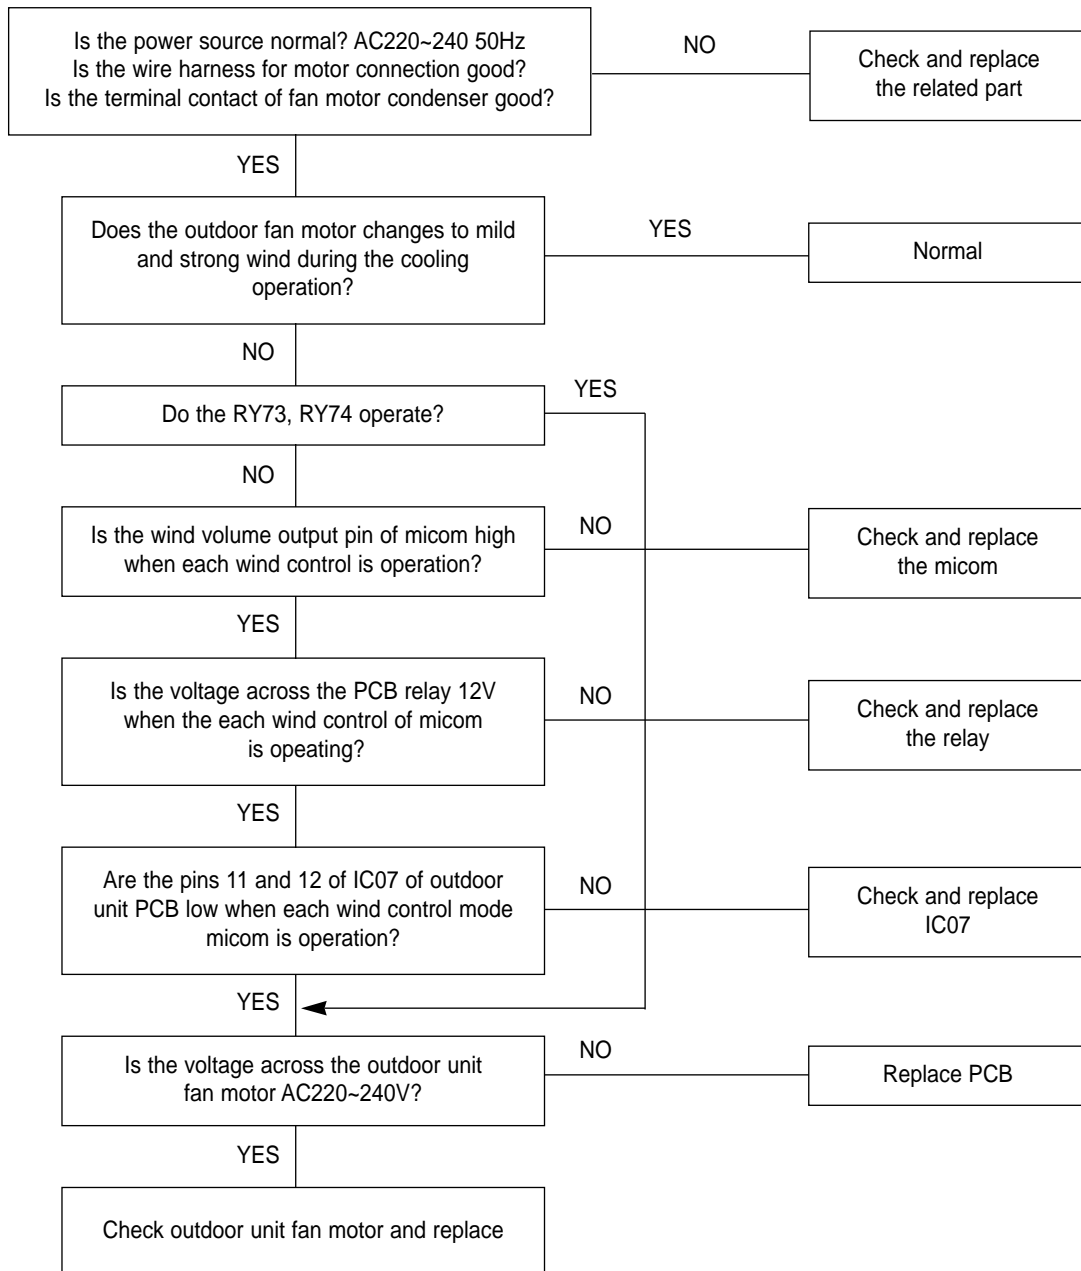 Is the power source normal? AC220~240 50Hz
Is the wire harness for motor connection good?
Is the terminal contact of fan motor condenser good?
NO
Check and replace
the related part
YES
Does the outdoor fan motor changes to mild
and strong wind during the cooling
operation?
YES
Normal
NO
Do the RY73, RY74 operate?
YES
NO
Is the wind volume output pin of micom high
when each wind control is operation?
NO
Check and replace
the micom
YES
Is the voltage across the PCB relay 12V
when the each wind control of micom
is opeating?
NO
Check and replace
the relay
YES
Are the pins 11 and 12 of IC07 of outdoor
unit PCB low when each wind control mode
micom is operation?
NO
Check and replace
IC07
YES
Is the voltage across the outdoor unit
fan motor AC220~240V?
NO
Replace PCB
YES
Check outdoor unit fan motor and replace